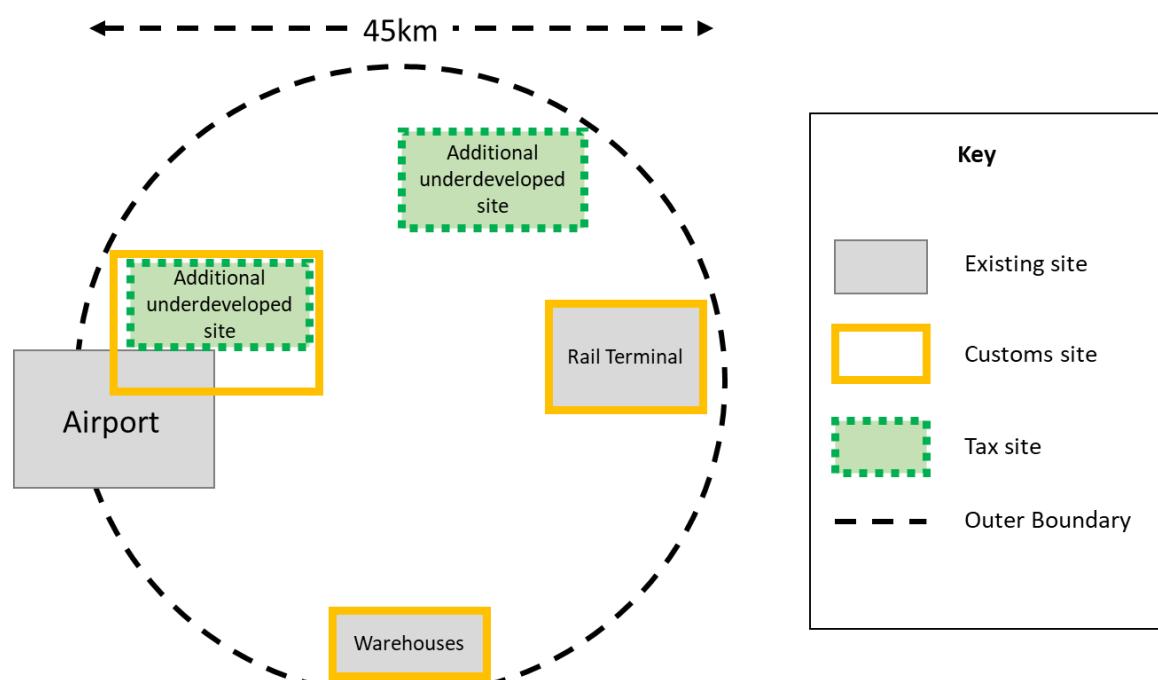 45km
Additional
underdeveloped
site
Additional
underdeveloped
site
Rail Terminal
Airport
Warehouses
Key
Existing site
Customs site
Tax site
Outer Boundary